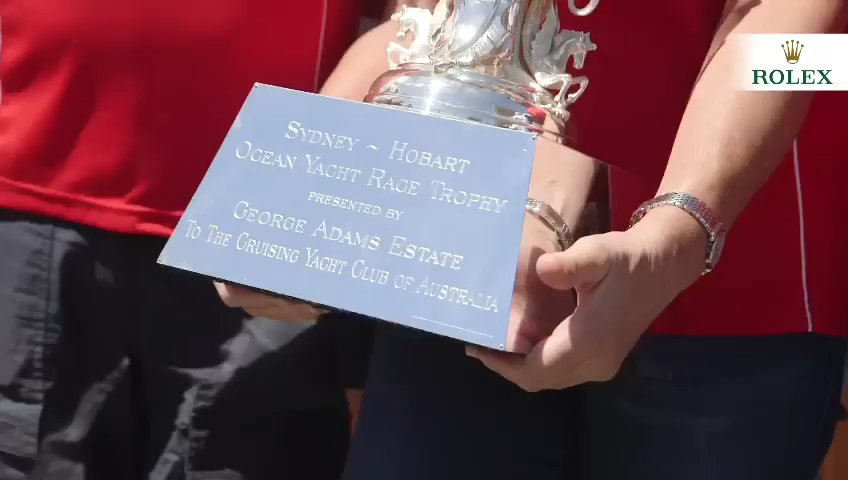 ROLEX
SYDNEY ~ HOBART
OCEAN YACHT RACE TROPHY
PRESENTED BY
GEORGE ADAMS ESTATE
TO THE CRUISING YACHT CLUB OF AUSTRALIA